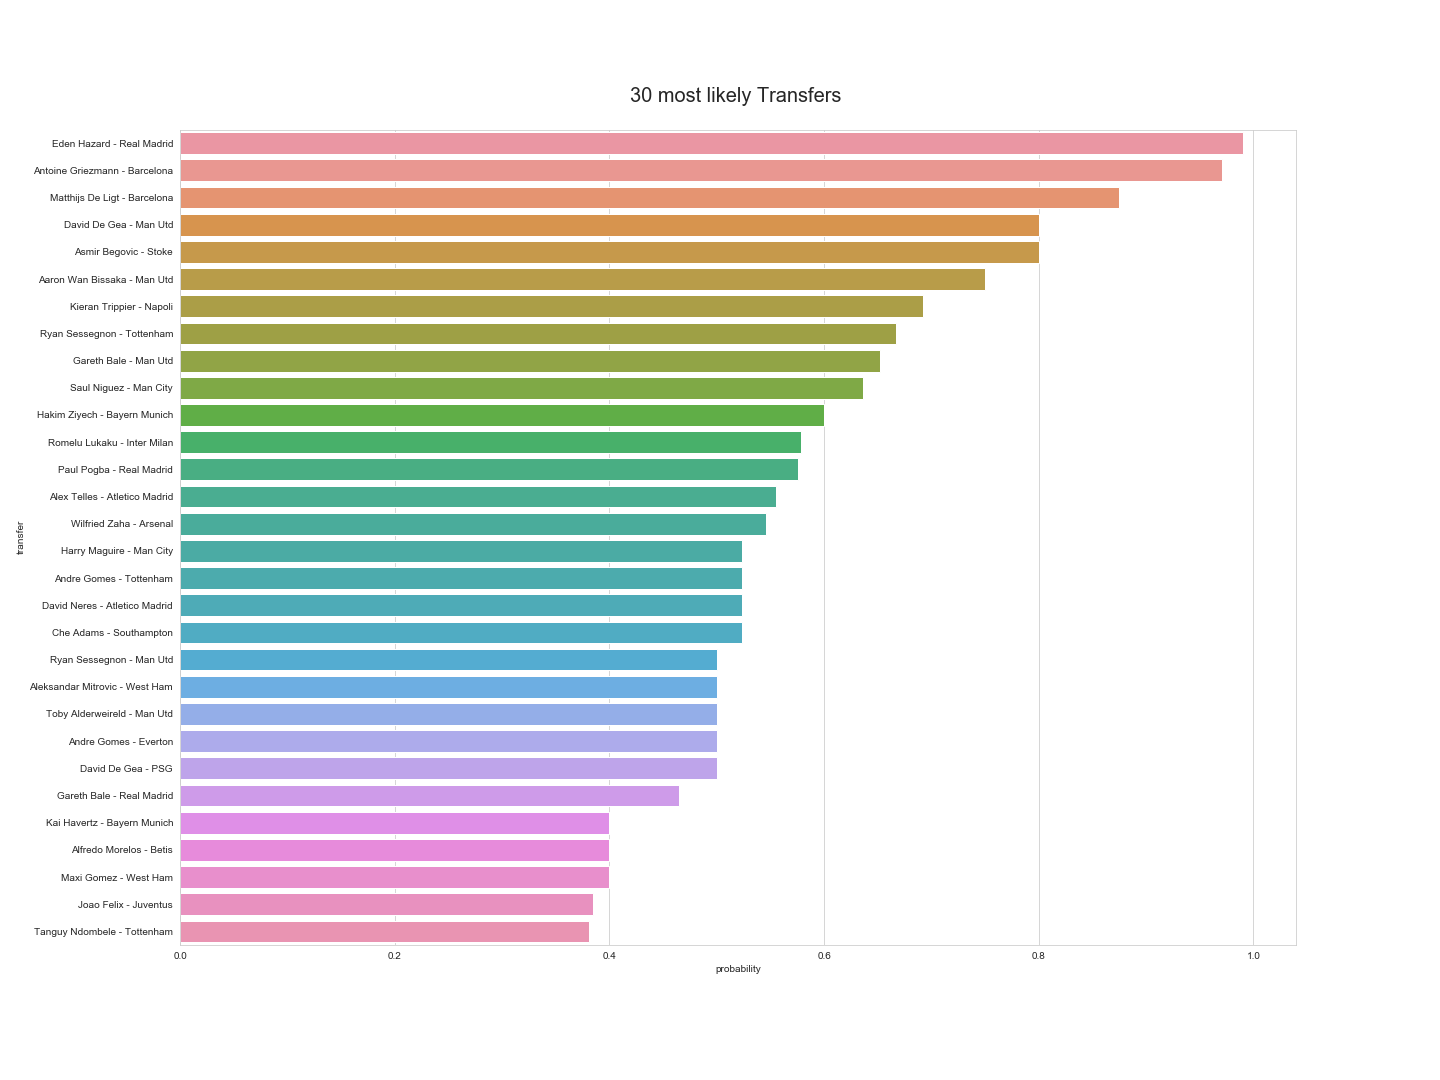 30 most likely Transfers
Eden Hazard - Real Madrid
Antoine Griezmann - Barcelona
Matthijs De Ligt - Barcelona
David De Gea - Man Utd
Asmir Begovic - Stoke
Aaron Wan Bissaka - Man Utd
Kieran Trippier - Napoli
Ryan Sessegnon - Tottenham
Gareth Bale - Man Utd
Saul Niguez - Man City
Hakim Ziyech - Bayern Munich
Romelu Lukaku - Inter Milan
Paul Pogba - Real Madrid
Alex Telles - Atletico Madrid
Wilfried Zaha - Arsenal
Harry Maguire - Man City
Andre Gomes - Tottenham
David Neres - Atletico Madrid
Che Adams - Southampton
Ryan Sessegnon - Man Utd
Aleksandar Mitrovic - West Ham
Toby Alderweireld - Man Utd
Andre Gomes - Everton
David De Gea - PSG
Gareth Bale - Real Madrid
Kai Havertz - Bayern Munich
Alfredo Morelos - Betis
Maxi Gomez - West Ham
Joao Felix - Juventus
Tanguy Ndombele - Tottenham
transfer
0.0 0.2 0.4 0.6 0.8 1.0
probability